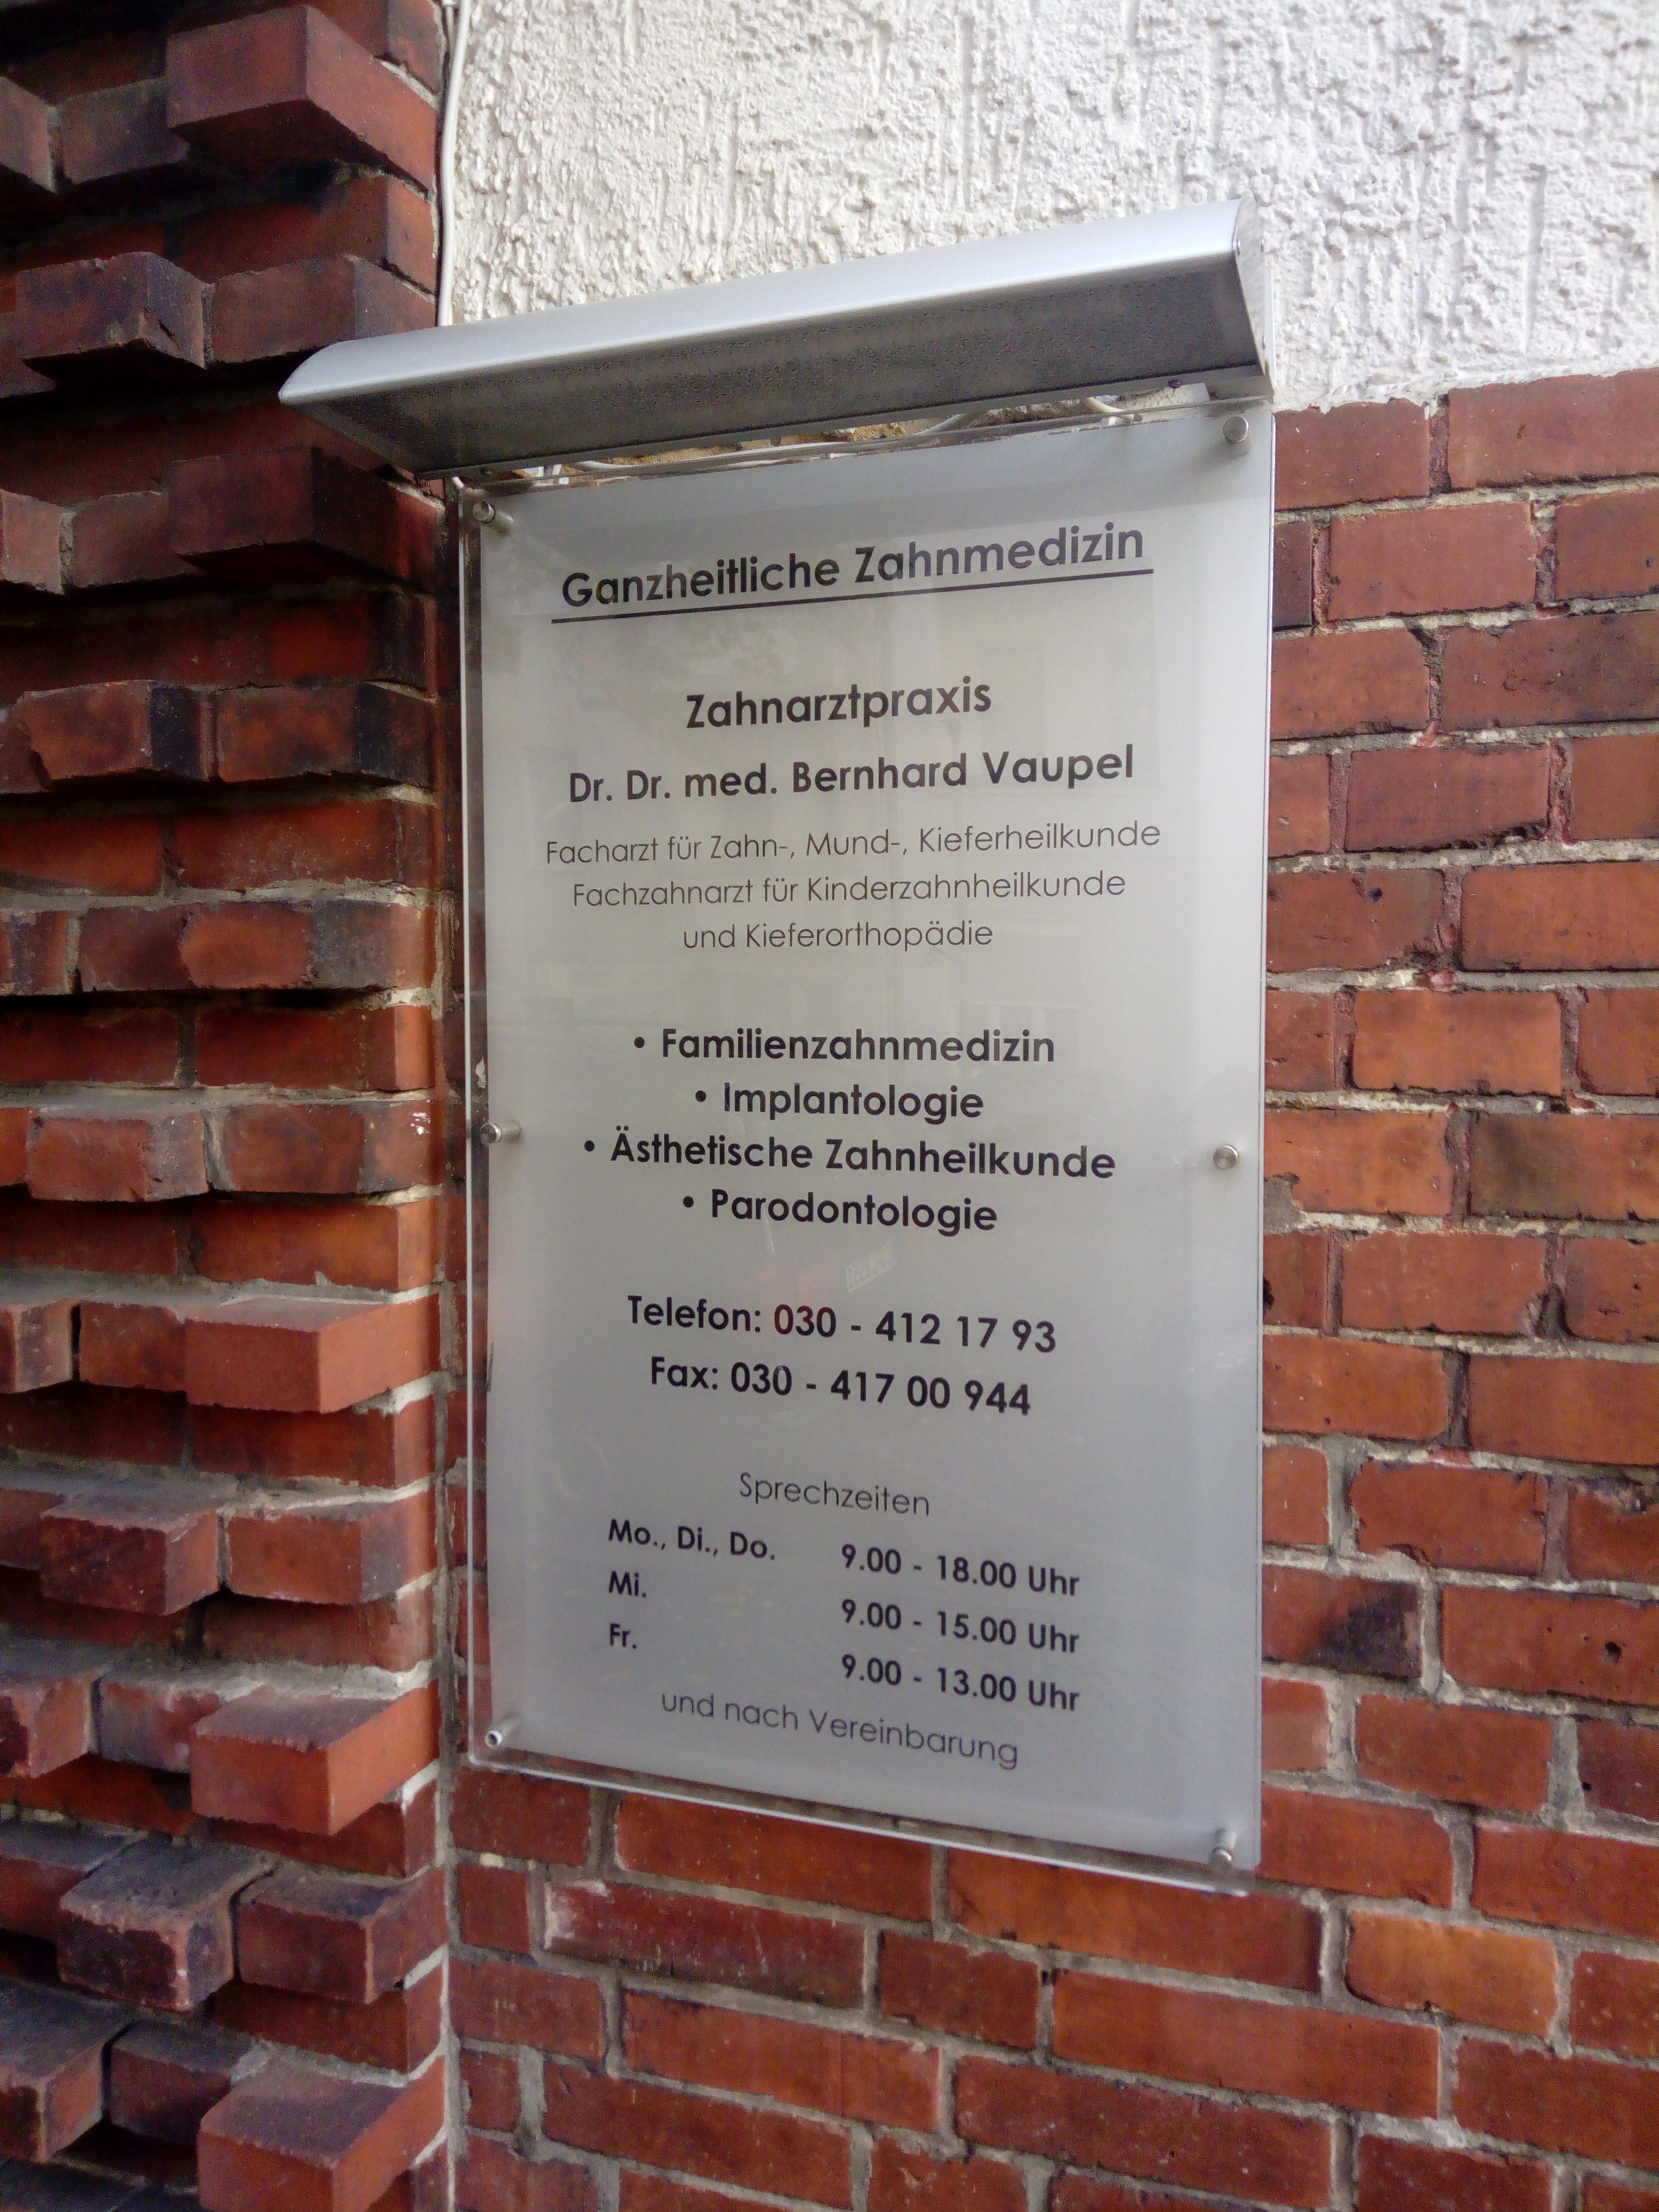 Ganzheitliche Zahnmedizin
Zahnarztpraxis
Dr. Dr. med. Bernhard Vaupel
Facharzt für Zahn-, Mund-, Kieferheilkunde
Fachzahnarzt für Kinderzahnheilkunde
und Kieferorthopädie
• Familienzahnmedizin
• Implantologie
• Ästhetische Zahnheilkunde
• Parodontologie
Telefon: 030 - 412 17 93
Fax: 030 - 417 00 944
Sprechzeiten
Mo., Di., Do. 9.00 - 18.00 Uhr
Mi. 9.00 - 15.00 Uhr
Fr. 9.00 - 13.00 Uhr
und nach Vereinbarung